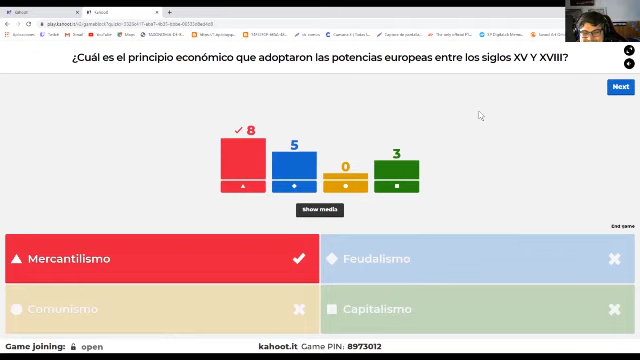 Kahoot!
Kahoot!
¿Cuál es el principio económico que adoptaron las potencias europeas entre los siglos XV Y XVIII?
Next
8
5
0
3
Show media
End game
Mercantilismo
Feudalismo
Comunismo
Capitalismo
Game joining: open
kahoot.it Game PIN: 8973012